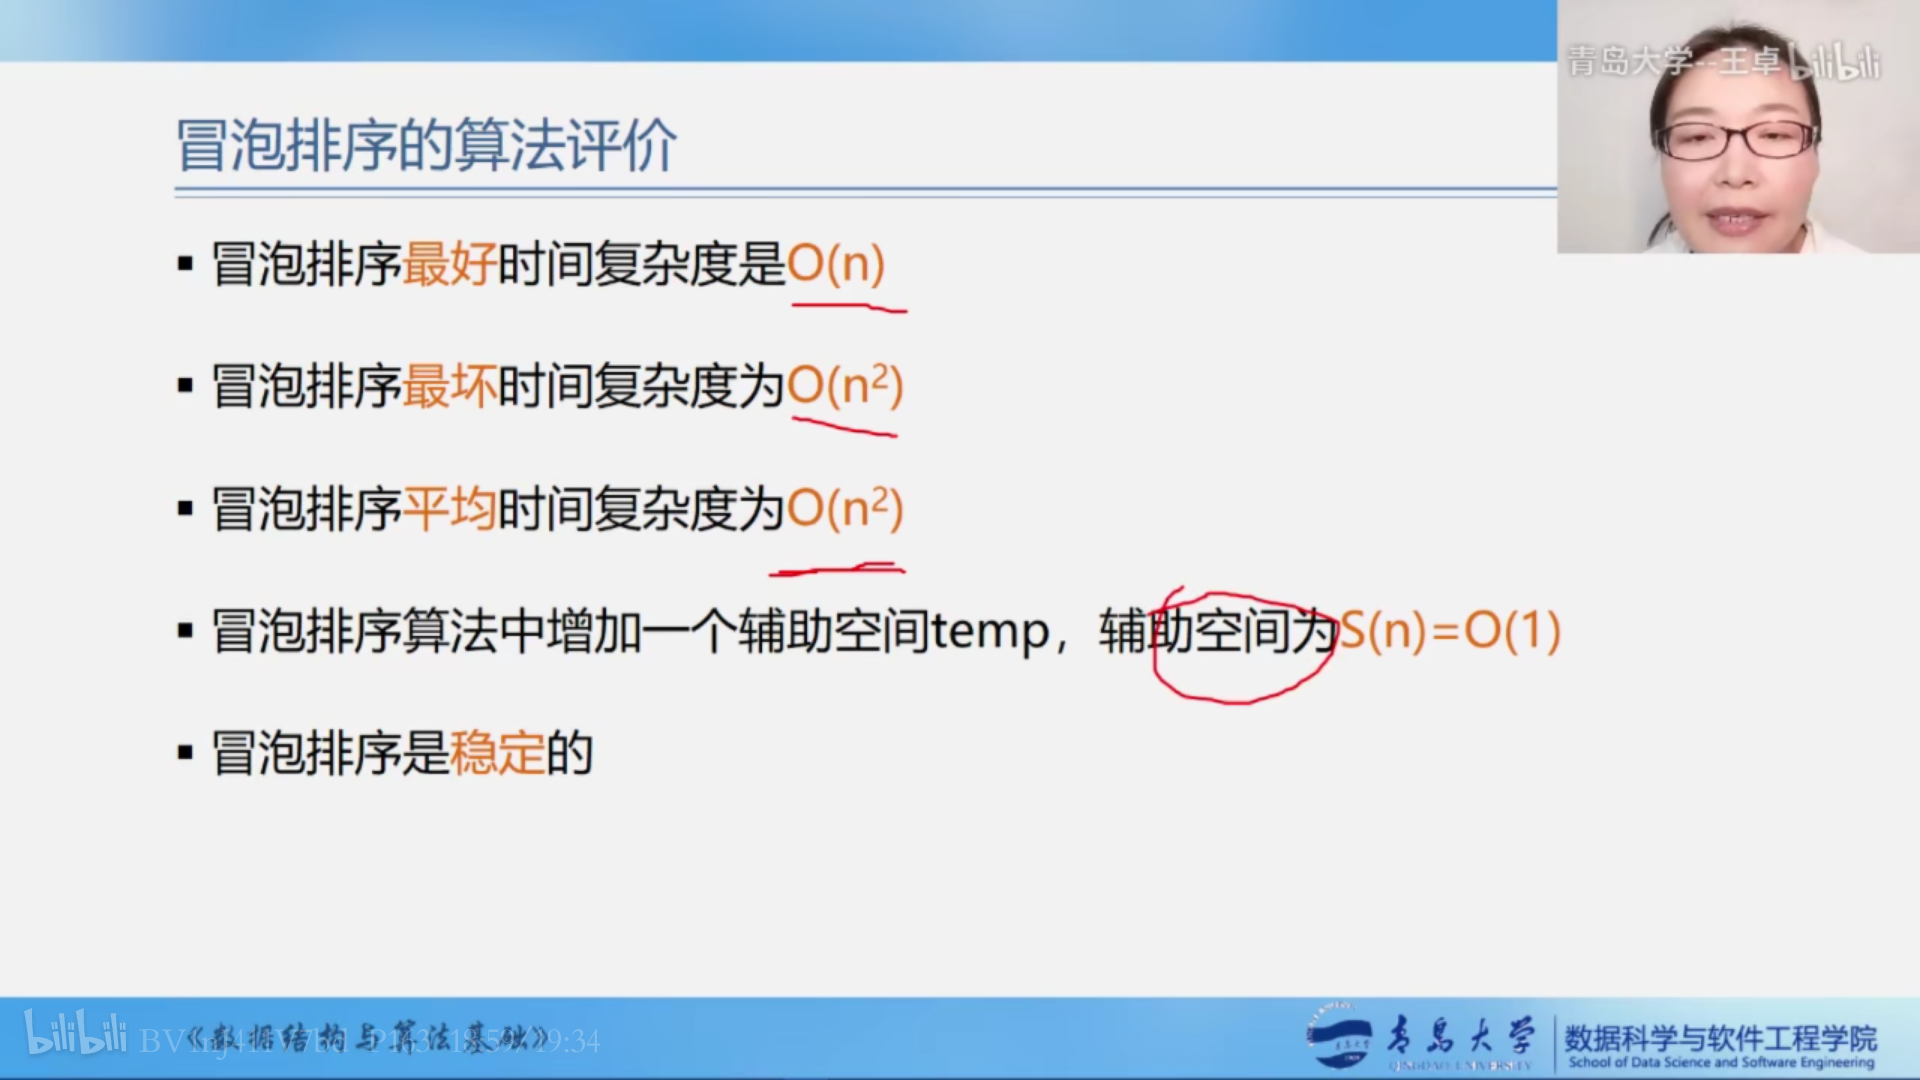 青岛大学--王卓 bilibili
冒泡排序的算法评价
▪ 冒泡排序最好时间复杂度是O(n)
▪ 冒泡排序最坏时间复杂度为O(n²)
▪ 冒泡排序平均时间复杂度为O(n²)
▪ 冒泡排序算法中增加一个辅助空间temp，辅助空间为S(n)=O(1)
▪ 冒泡排序是稳定的
bilibili
《数据结构与算法基础》
青岛大学
QINGDAO UNIVERSITY
数据科学与软件工程学院
School of Data Science and Software Engineering